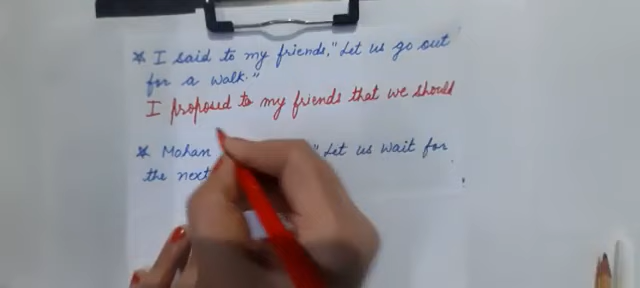 * I said to my friends, "Let us go out
for a walk."
I proposed to my friends that we should
* Mohan " Let us wait for
the next